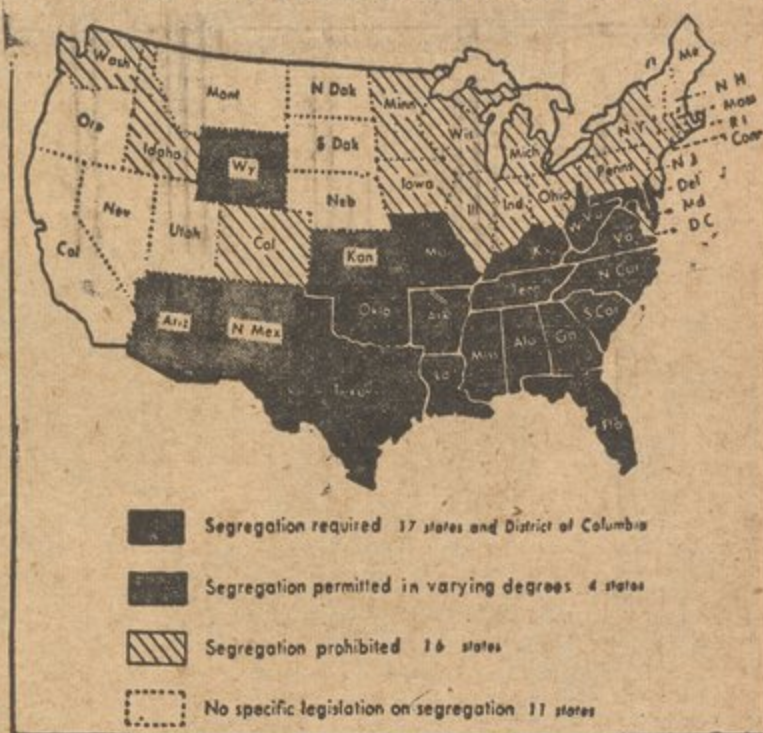 Wash
Mont
N Dak
Minn
Me
N H
Mass
R I
Conn
Ore
Idaho
S Dak
Wis
N Y
Mich
Wy
Iowa
Penna
N J
Neb
Ill
Ind
Ohio
Del
Nev
Utah
Col
W Va
Va
Md
D C
Cal
Kan
Mo
K
N Car
Tenn
Ariz
N Mex
Okla
Ark
S Car
Miss
Ala
Ga
Texas
La
Fla
Segregation required 17 states and District of Columbia
Segregation permitted in varying degrees 4 states
Segregation prohibited 16 states
No specific legislation on segregation 11 states